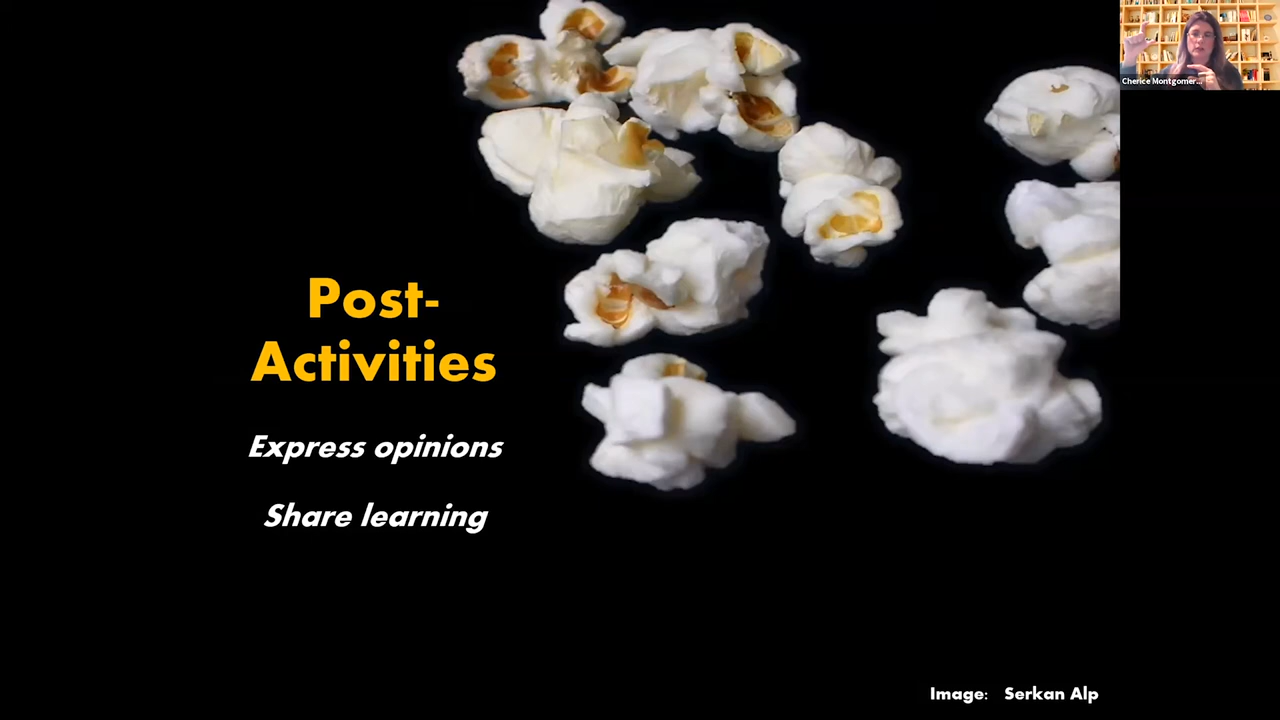 Cherice Montgomer...
Post-
Activities
Express opinions
Share learning
Image: Serkan Alp